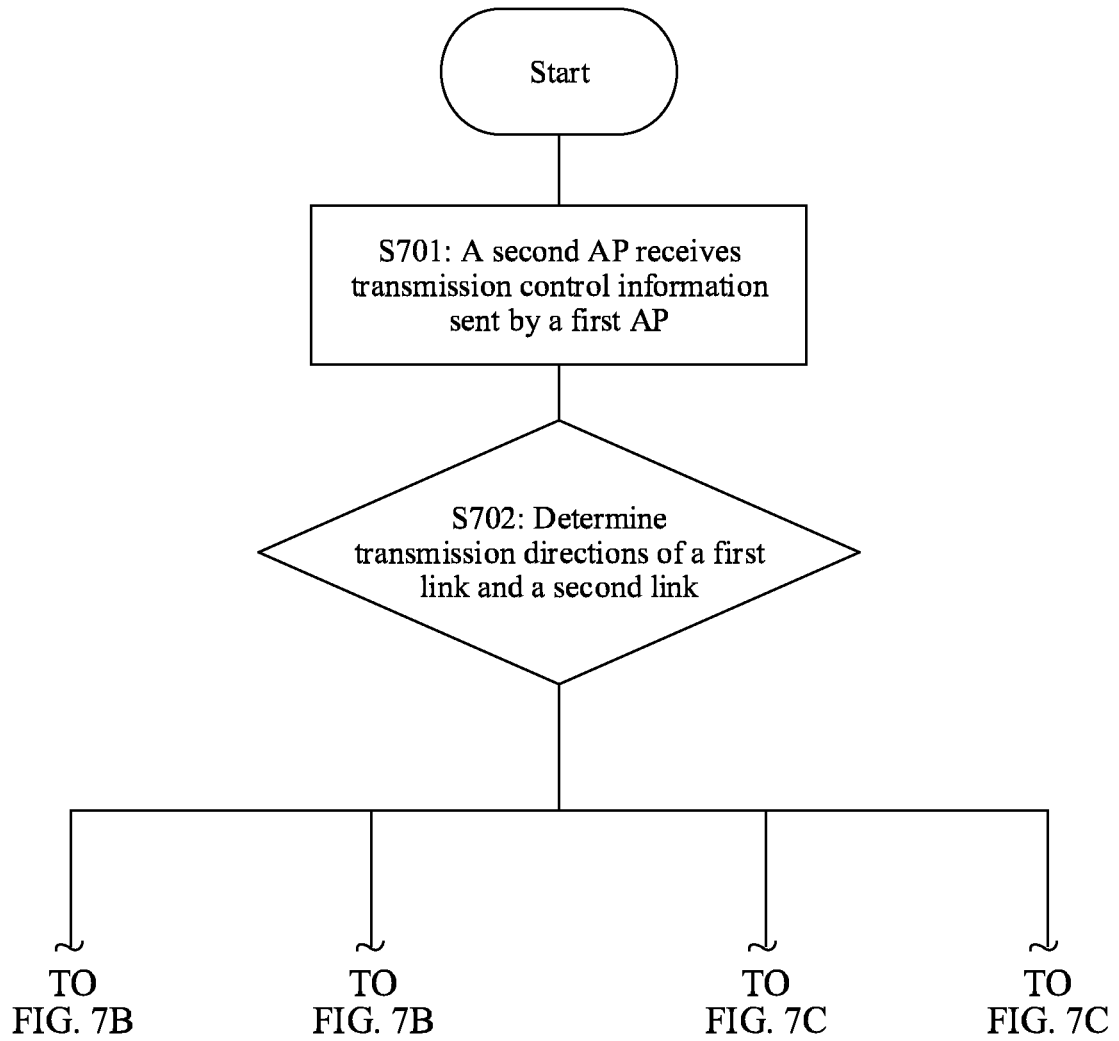 Start
S701: A second AP receives
transmission control information
sent by a first AP
S702: Determine
transmission directions of a first
link and a second link
TO
FIG. 7B
TO
FIG. 7B
TO
FIG. 7C
TO
FIG. 7C